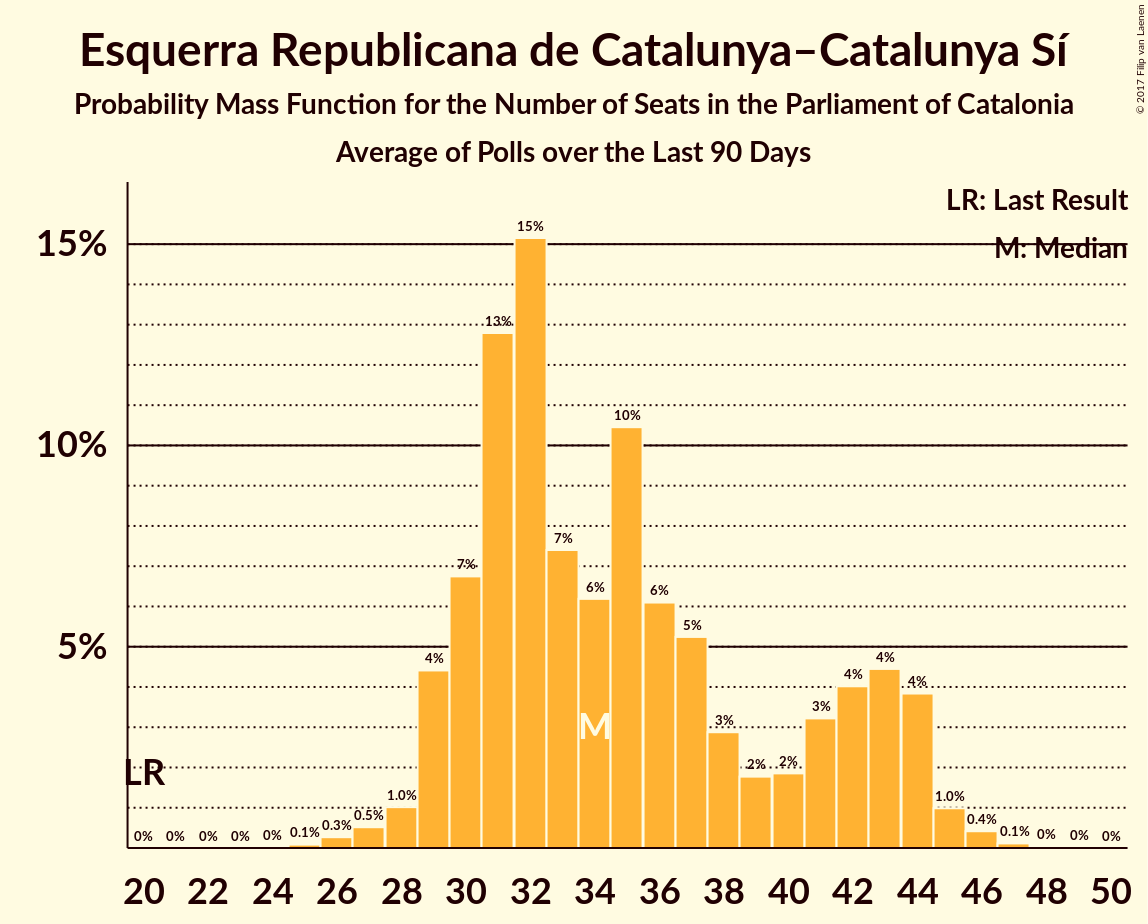 Esquerra Republicana de Catalunya–Catalunya Sí
Probability Mass Function for the Number of Seats in the Parliament of Catalonia
Average of Polls over the Last 90 Days
© 2017 Filip van Laenen
LR: Last Result
M: Median
15%
10%
5%
LR
M
0% 0% 0% 0% 0% 0.1% 0.3% 0.5% 1.0% 4% 7% 13% 15% 7% 6% 10% 6% 5% 3% 2% 2% 3% 4% 4% 4% 1.0% 0.4% 0.1% 0% 0% 0%
20 22 24 26 28 30 32 34 36 38 40 42 44 46 48 50